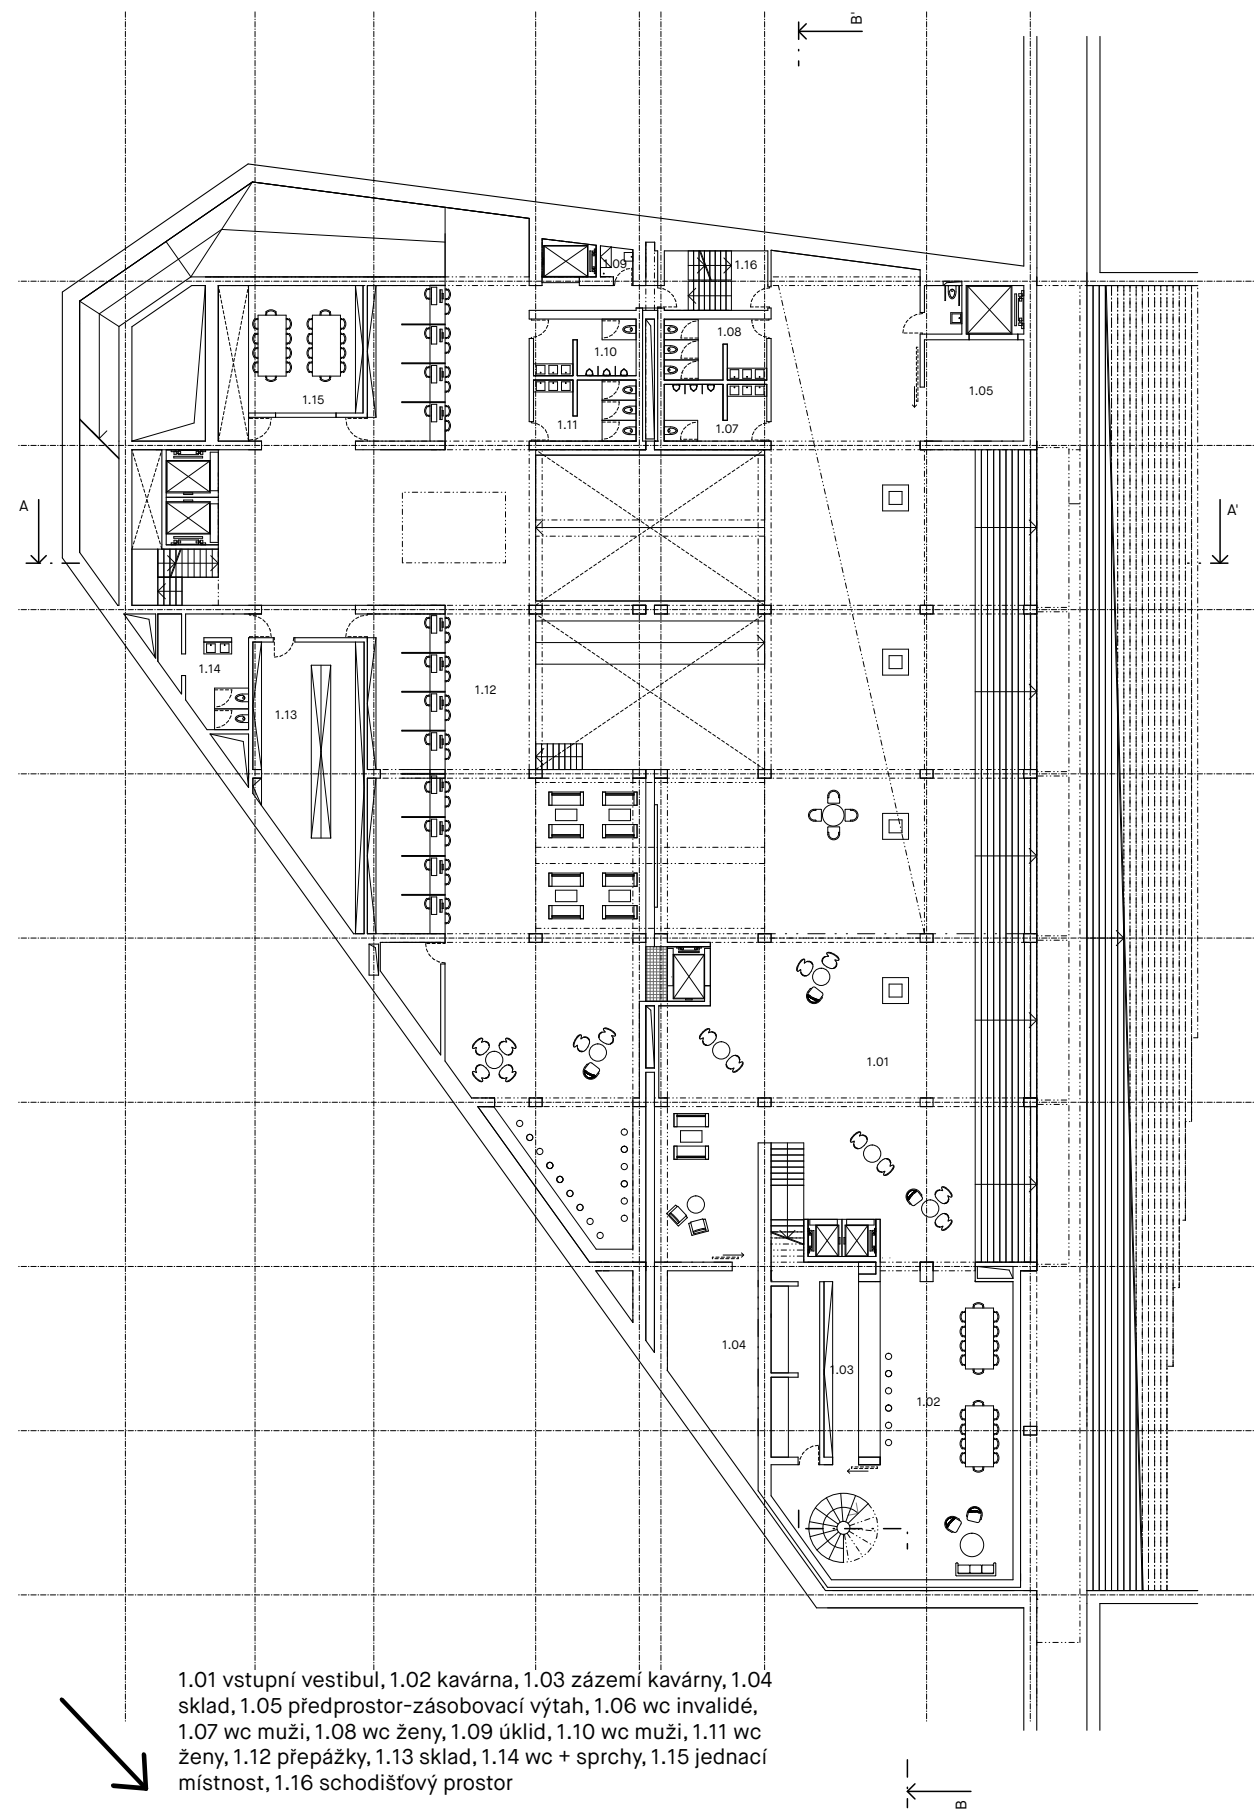 B'
1.09
1.16
1.10
1.08
1.15
1.05
1.11
1.07
A
A'
1.14
1.12
1.13
1.01
1.04
1.03
1.02
1.01 vstupní vestibul, 1.02 kavárna, 1.03 zázemí kavárny, 1.04
sklad, 1.05 předprostor-zásobovací výtah, 1.06 wc invalidé,
1.07 wc muži, 1.08 wc ženy, 1.09 úklid, 1.10 wc muži, 1.11 wc
ženy, 1.12 přepážky, 1.13 sklad, 1.14 wc + sprchy, 1.15 jednací
místnost, 1.16 schodišťový prostor
B